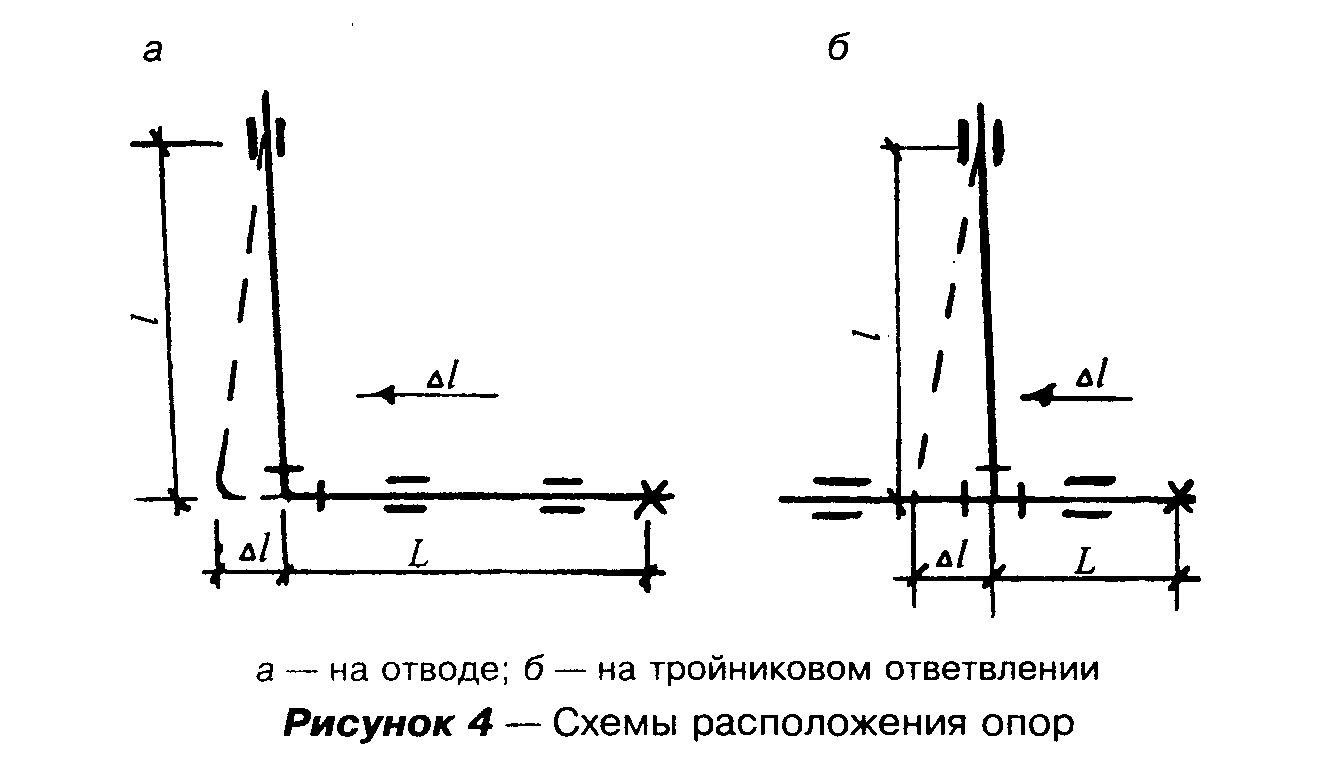 а б
l l
Δl Δl
Δl L Δl L
а — на отводе; б — на тройниковом ответвлении
Рисунок 4 — Схемы расположения опор